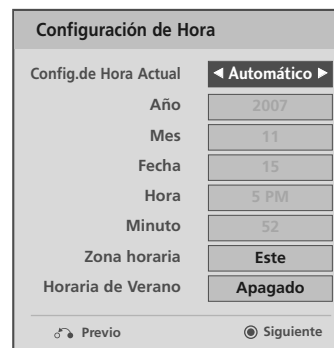 Configuración de Hora
Config.de Hora Actual ◄ Automático ►
Año 2007
Mes 11
Fecha 15
Hora 5 PM
Minuto 52
Zona horaria Este
Horaria de Verano Apagado
Previo Siguiente